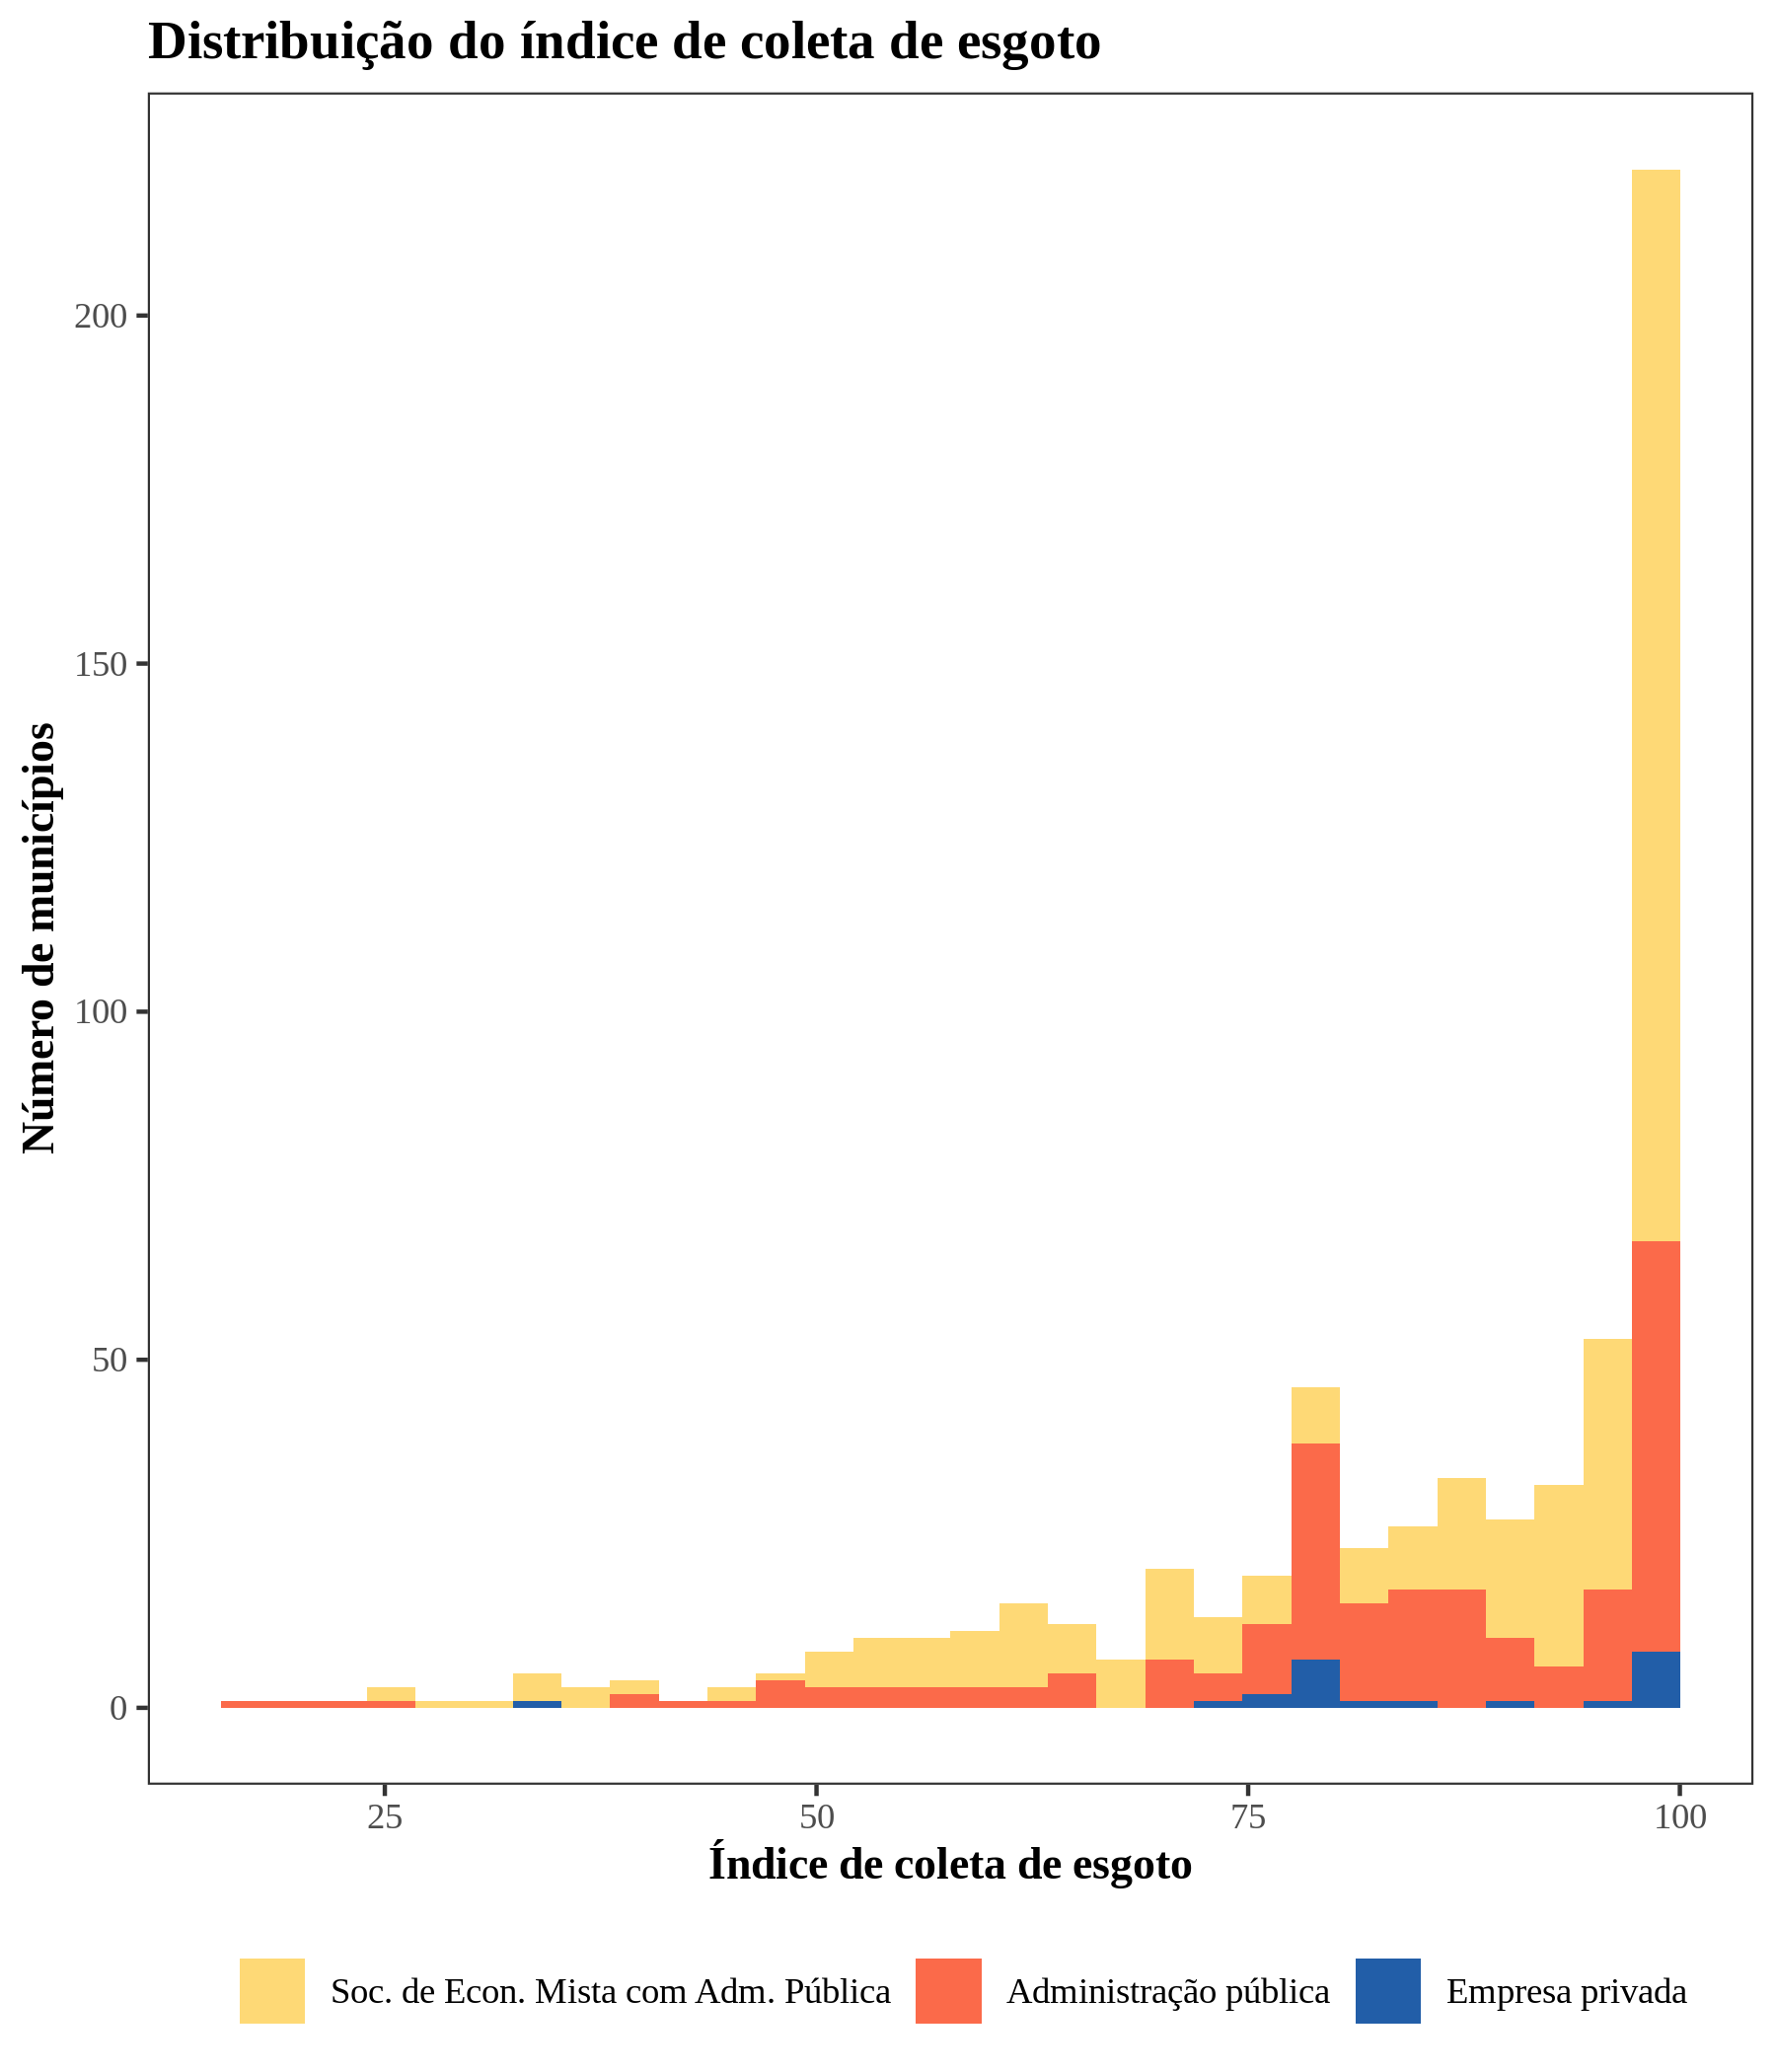 Distribuição do índice de coleta de esgoto
Número de municípios
200
150
100
50
0
25 50 75 100
Índice de coleta de esgoto
Soc. de Econ. Mista com Adm. Pública Administração pública Empresa privada